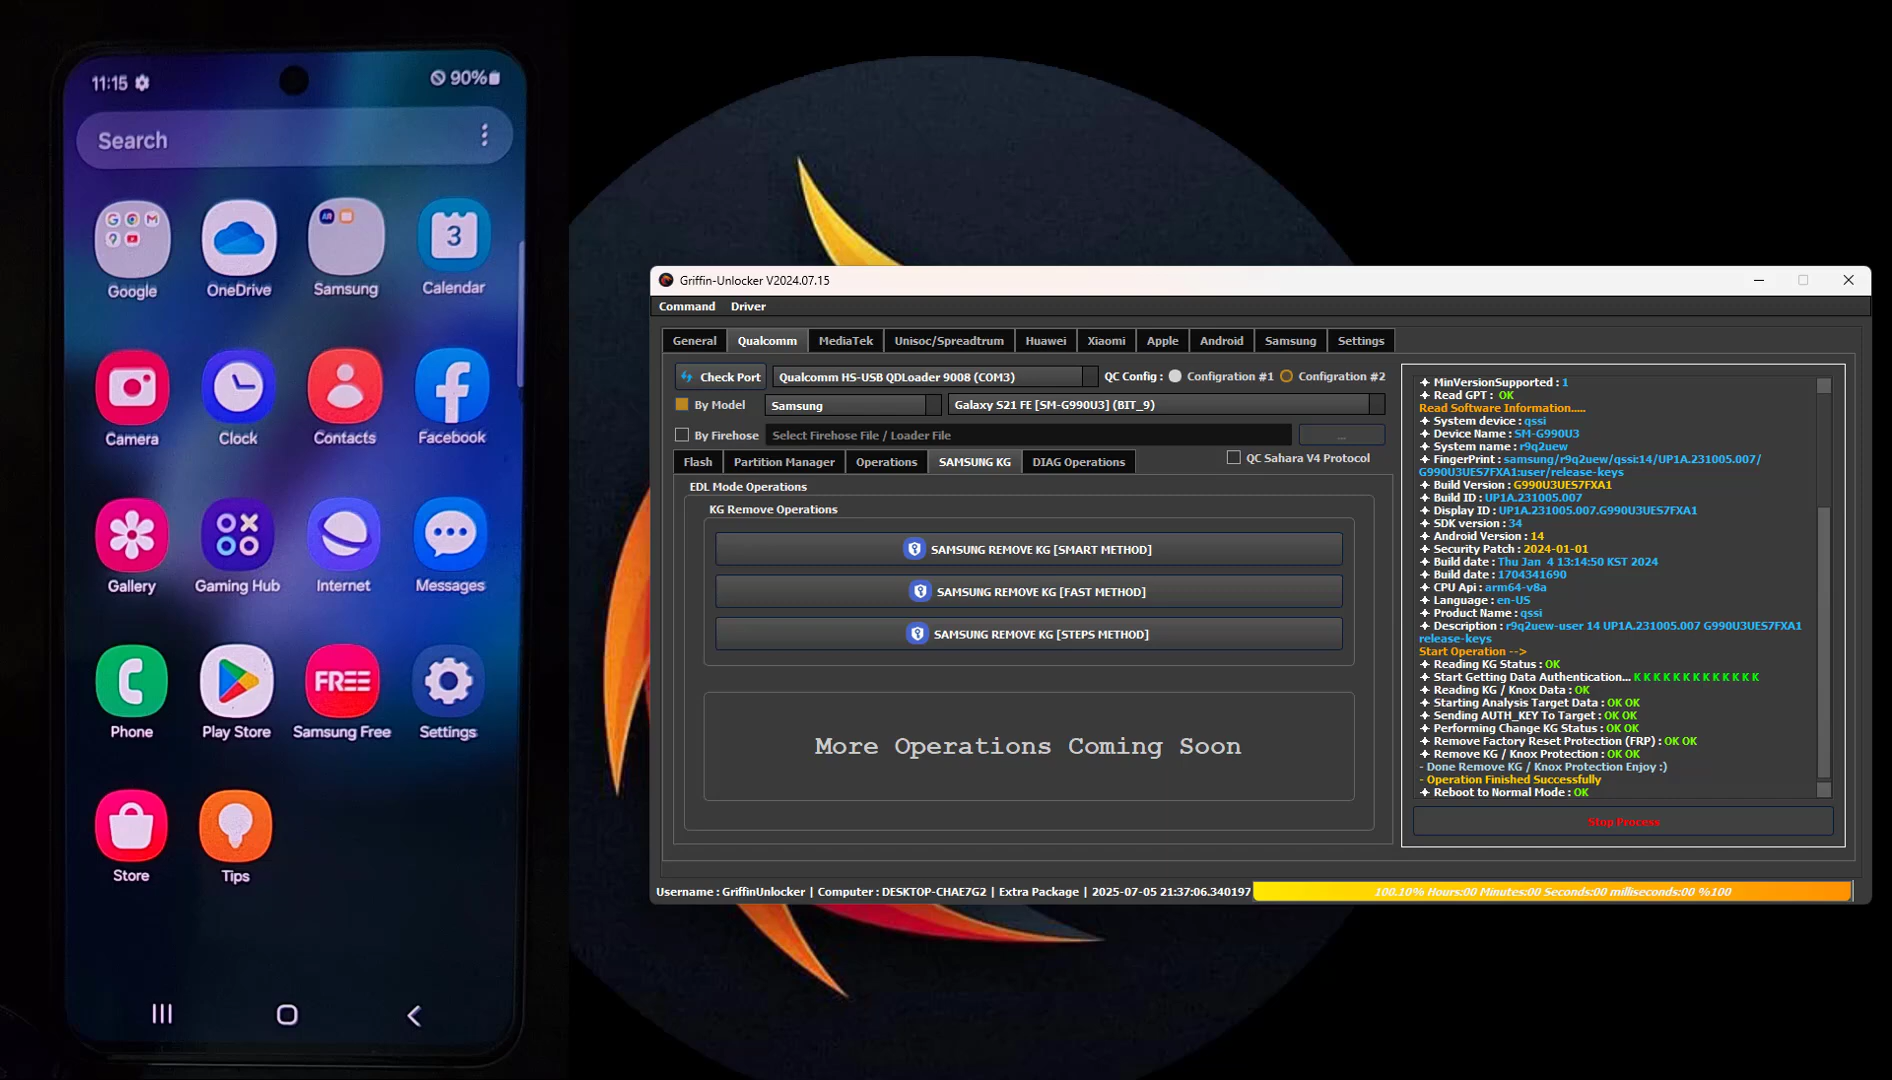 11:15
90%
Search
Google
OneDrive
Samsung
3
Calendar
Camera
Clock
Contacts
Facebook
Gallery
Gaming Hub
Internet
Messages
Phone
Play Store
FREE
Samsung Free
Settings
Store
Tips
Griffin-Unlocker V2024.07.15
Command Driver
General Qualcomm MediaTek Unisoc/Spreadtrum Huawei Xiaomi Apple Android Samsung Settings
Check Port Qualcomm HS-USB QDLoader 9008 (COM3) QC Config : Configration #1 Configration #2
By Model Samsung Galaxy S21 FE [SM-G990U3] (BIT_9)
By Firehose Select Firehose File / Loader File ...
Flash Partition Manager Operations SAMSUNG KG DIAG Operations QC Sahara V4 Protocol
EDL Mode Operations
KG Remove Operations
SAMSUNG REMOVE KG [SMART METHOD]
SAMSUNG REMOVE KG [FAST METHOD]
SAMSUNG REMOVE KG [STEPS METHOD]
More Operations Coming Soon
MinVersionSupported : 1
Read GPT : OK
Read Software Information.....
System device : qssi
Device Name : SM-G990U3
System name : r9q2uew
FingerPrint : samsung/r9q2uew/qssi:14/UP1A.231005.007/
G990U3UES7FXA1:user/release-keys
Build Version : G990U3UES7FXA1
Build ID : UP1A.231005.007
Display ID : UP1A.231005.007.G990U3UES7FXA1
SDK version : 34
Android Version : 14
Security Patch : 2024-01-01
Build date : Thu Jan 4 13:14:50 KST 2024
Build date : 1704341690
CPU Api : arm64-v8a
Language : en-US
Product Name : qssi
Description : r9q2uew-user 14 UP1A.231005.007 G990U3UES7FXA1
release-keys
Start Operation -->
Reading KG Status : OK
Start Getting Data Authentication... K K K K K K K K K K K K K
Reading KG / Knox Data : OK
Starting Analysis Target Data : OK OK
Sending AUTH_KEY To Target : OK OK
Performing Change KG Status : OK OK
Remove Factory Reset Protection (FRP) : OK OK
Remove KG / Knox Protection : OK OK
- Done Remove KG / Knox Protection Enjoy :)
- Operation Finished Successfully
Reboot to Normal Mode : OK
Stop Process
Username : GriffinUnlocker | Computer : DESKTOP-CHAE7G2 | Extra Package | 2025-07-05 21:37:06.340197
100.10% Hours:00 Minutes:00 Seconds:00 milliseconds:00 %100